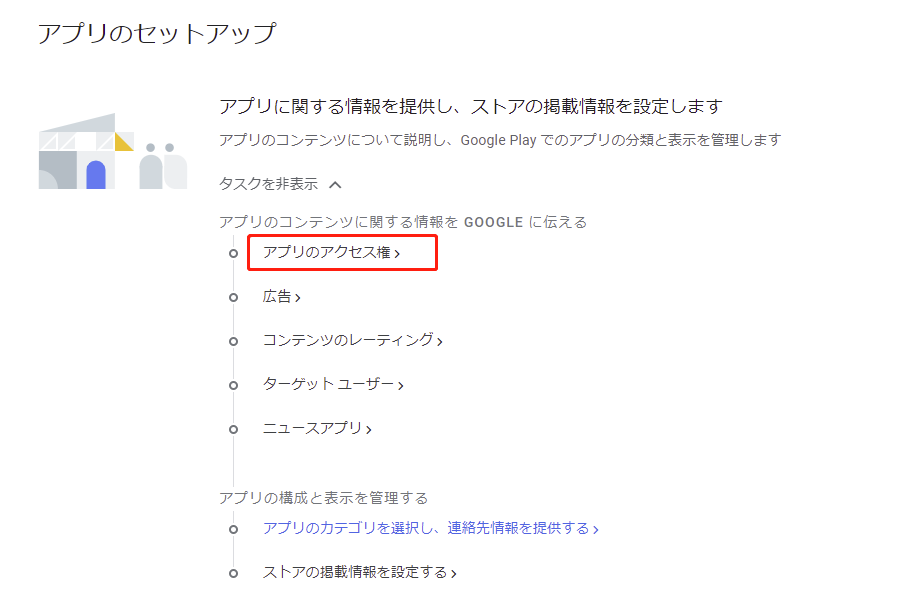 アプリのセットアップ
アプリに関する情報を提供し、ストアの掲載情報を設定します
アプリのコンテンツについて説明し、Google Play でのアプリの分類と表示を管理します
タスクを非表示
アプリのコンテンツに関する情報を GOOGLE に伝える
アプリのアクセス権
広告
コンテンツのレーティング
ターゲット ユーザー
ニュースアプリ
アプリの構成と表示を管理する
アプリのカテゴリを選択し、連絡先情報を提供する
ストアの掲載情報を設定する